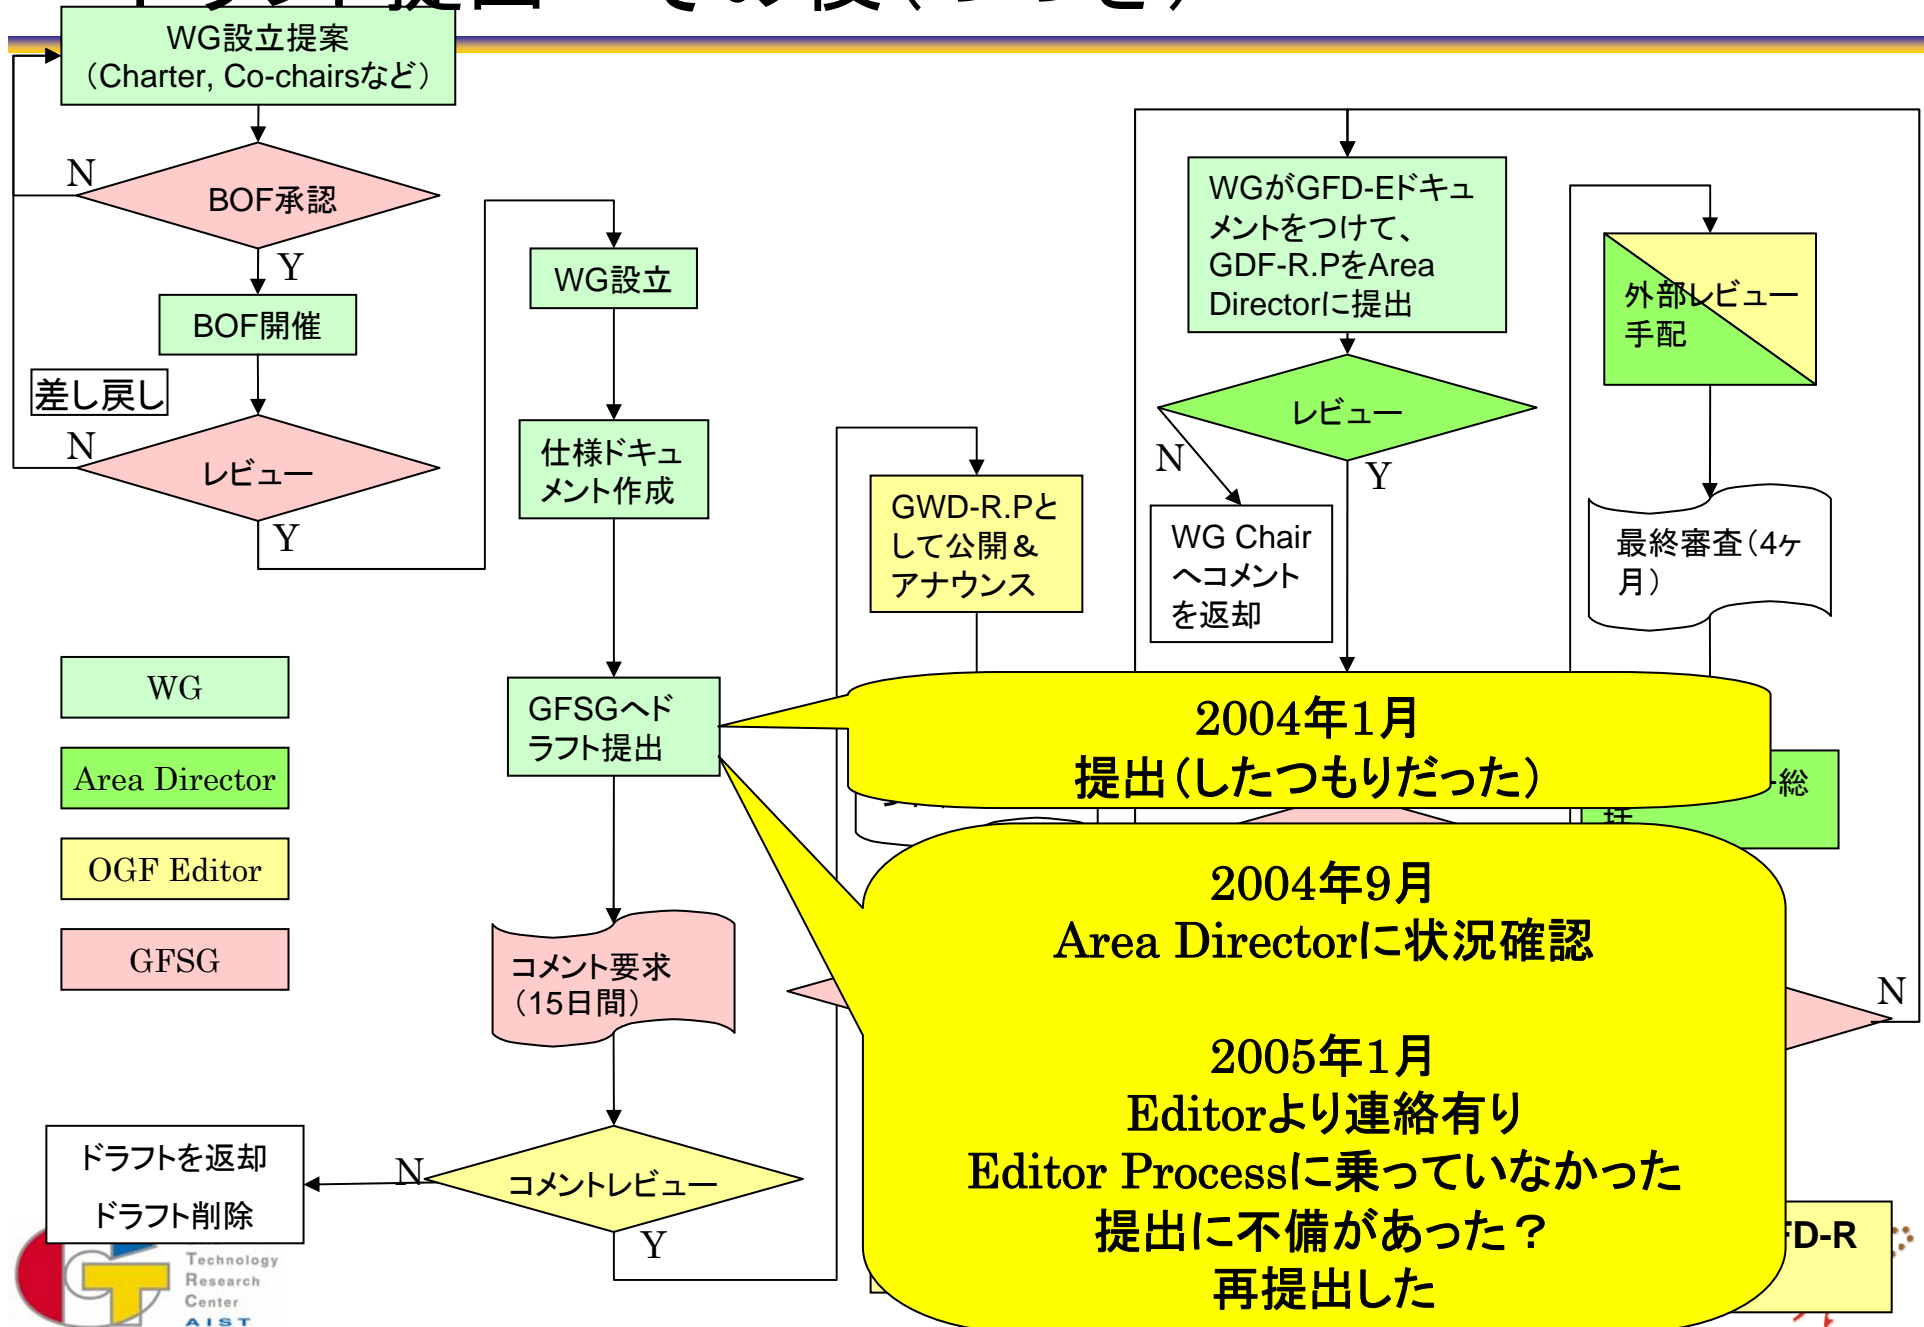 WG設立提案
（Charter, Co-chairsなど）
N
BOF承認
Y
BOF開催
差し戻し
N
レビュー
Y
WG設立
仕様ドキュ
メント作成
GFSGへド
ラフト提出
コメント要求
（15日間）
コメントレビュー
N
Y
ドラフトを返却
ドラフト削除
GWD-R.Pと
して公開＆
アナウンス
WGがGFD-Eドキュ
メントをつけて、
GDF-R.PをArea
Directorに提出
レビュー
N
Y
WG Chair
へコメント
を返却
外部レビュー
手配
最終審査（4ヶ
月）
総
N
FD-R
2004年1月
提出（したつもりだった）
2004年9月
Area Directorに状況確認
2005年1月
Editorより連絡有り
Editor Processに乗っていなかった
提出に不備があった？
再提出した
WG
Area Director
OGF Editor
GFSG
Technology
Research
Center
AIST